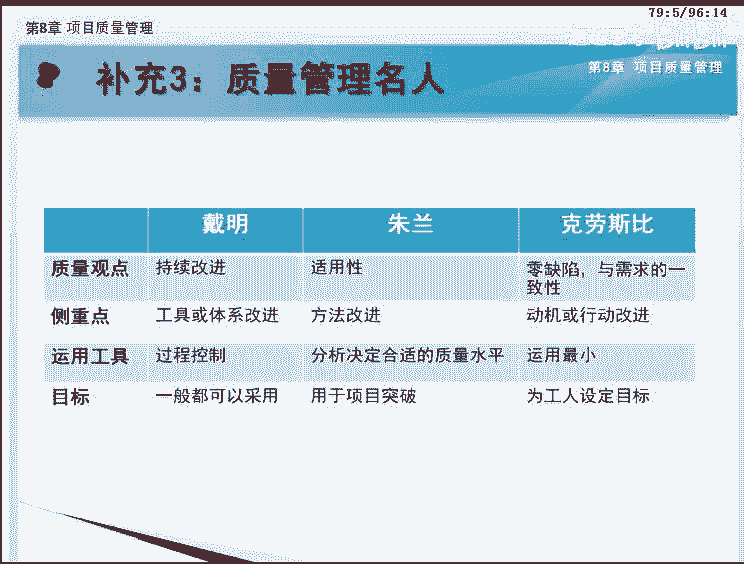 79:5/96:14
第8章 项目质量管理
第8章 项目质量管理
补充3：质量管理名人
戴明 朱兰 克劳斯比
质量观点 持续改进 适用性 零缺陷，与需求的一
致性
侧重点 工具或体系改进 方法改进 动机或行动改进
运用工具 过程控制 分析决定合适的质量水平 运用最小
目标 一般都可以采用 用于项目突破 为工人设定目标